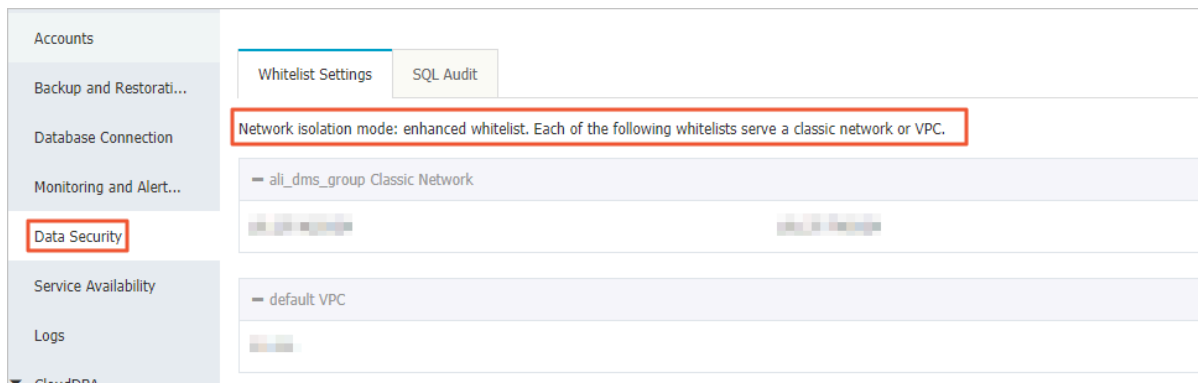 Accounts
Backup and Restorati...
Database Connection
Monitoring and Alert...
Data Security
Service Availability
Logs
CloudDBA
Whitelist Settings
SQL Audit
Network isolation mode: enhanced whitelist. Each of the following whitelists serve a classic network or VPC.
ali_dms_group Classic Network
default VPC